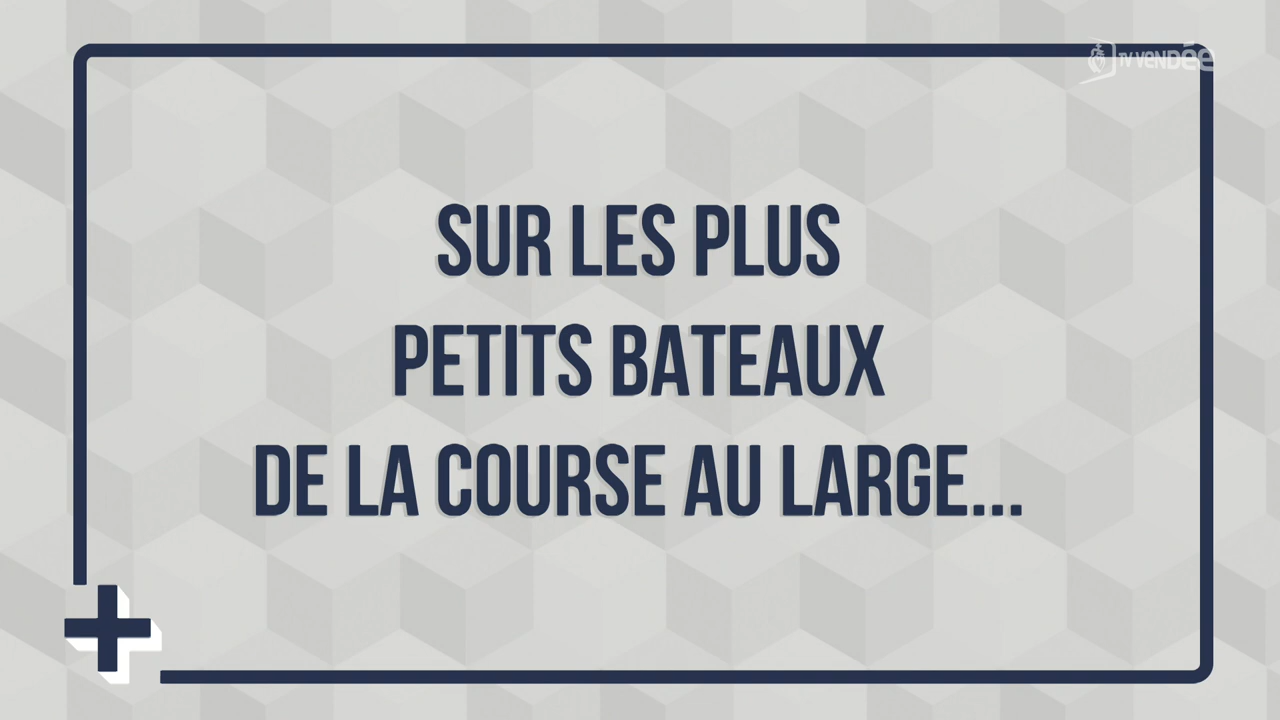 TV VENDÉE
SUR LES PLUS
PETITS BATEAUX
DE LA COURSE AU LARGE...